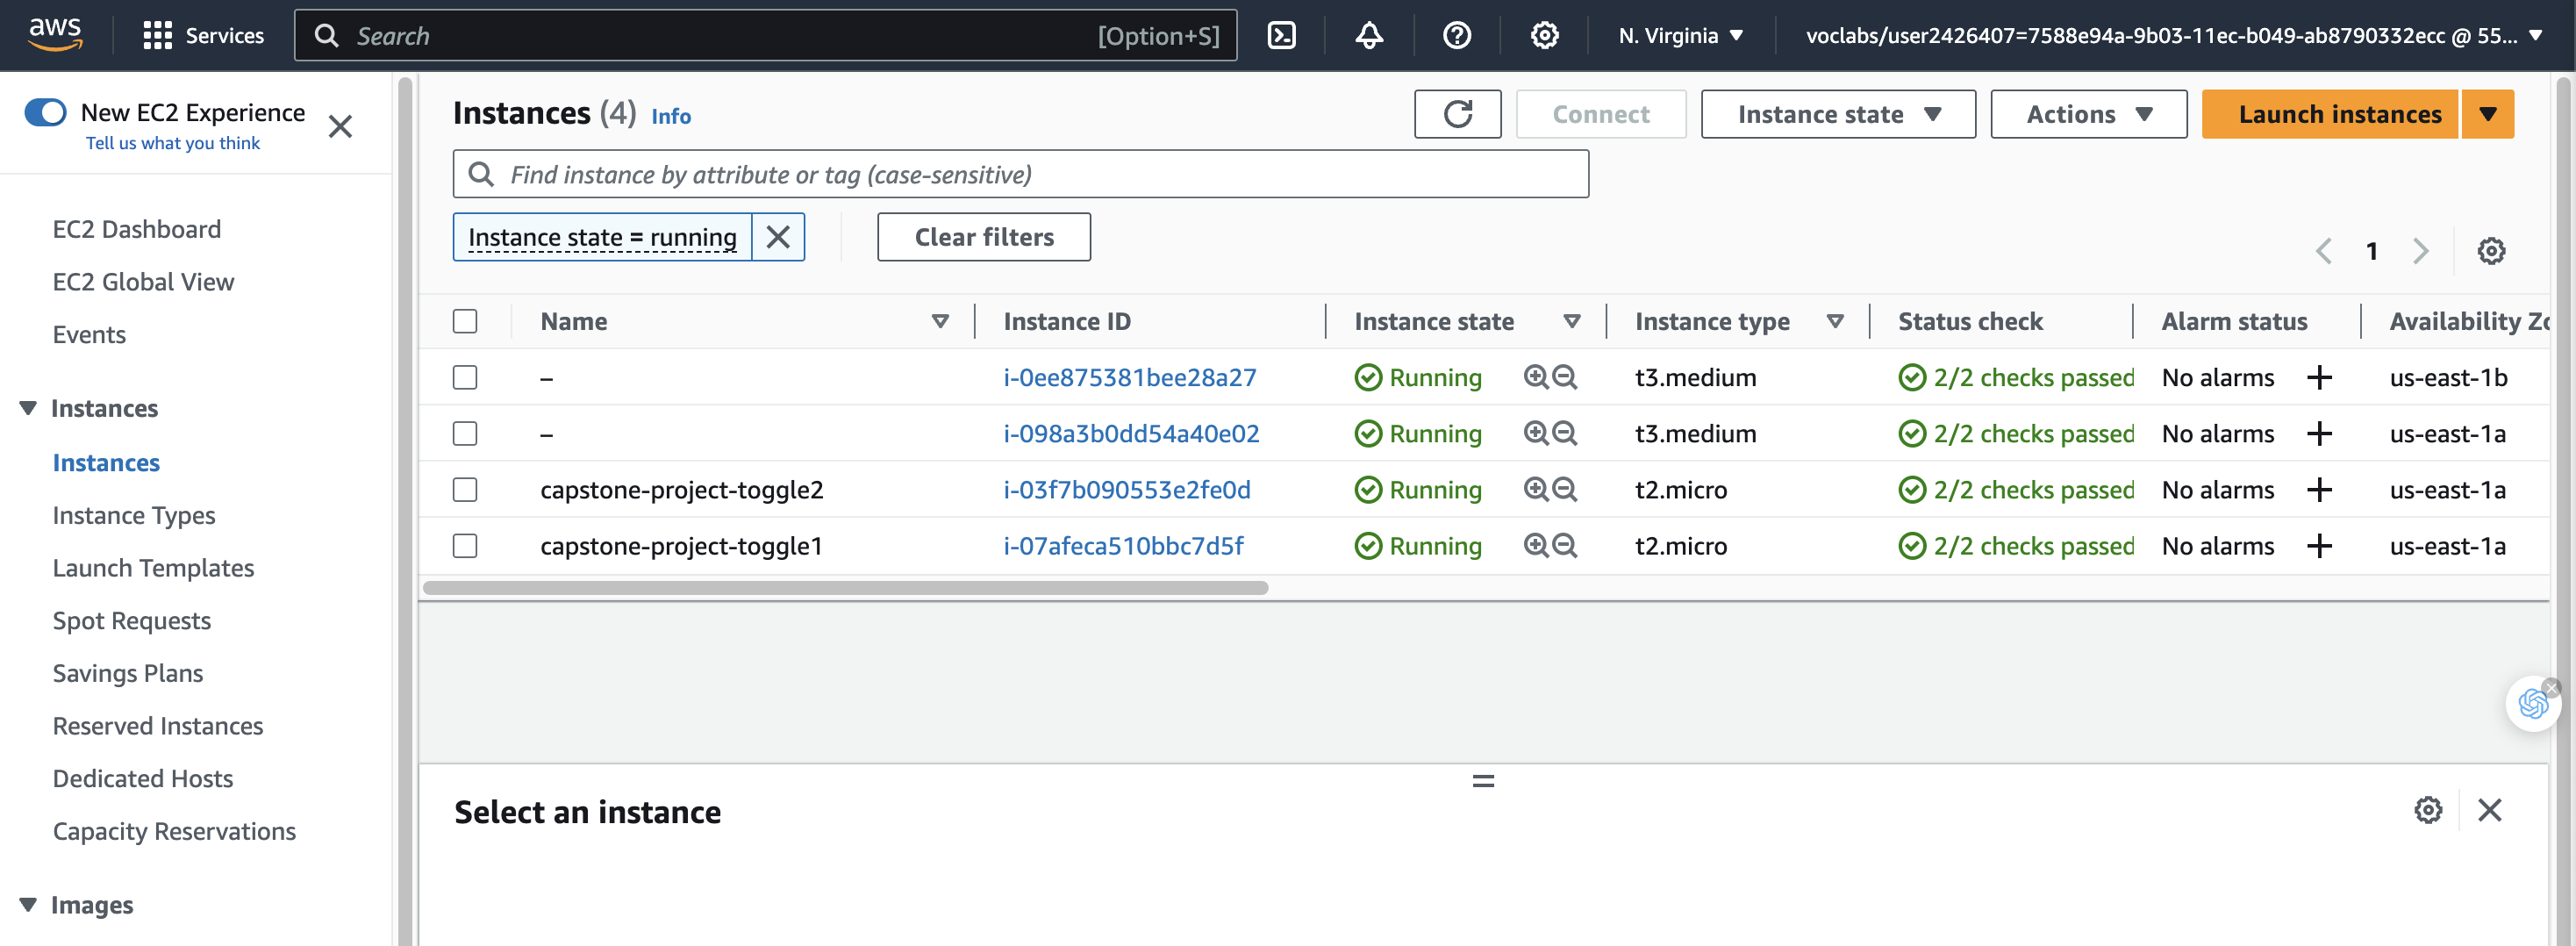 aws Services Search [Option+S] N. Virginia voclabs/user2426407=7588e94a-9b03-11ec-b049-ab8790332ecc @ 55...
New EC2 Experience
Tell us what you think
EC2 Dashboard
EC2 Global View
Events
Instances
Instances
Instance Types
Launch Templates
Spot Requests
Savings Plans
Reserved Instances
Dedicated Hosts
Capacity Reservations
Images
Instances (4) Info Connect Instance state Actions Launch instances
Find instance by attribute or tag (case-sensitive)
Instance state = running Clear filters
1
Name Instance ID Instance state Instance type Status check Alarm status Availability Zo
– i-0ee875381bee28a27 Running t3.medium 2/2 checks passed No alarms + us-east-1b
– i-098a3b0dd54a40e02 Running t3.medium 2/2 checks passed No alarms + us-east-1a
capstone-project-toggle2 i-03f7b090553e2fe0d Running t2.micro 2/2 checks passed No alarms + us-east-1a
capstone-project-toggle1 i-07afeca510bbc7d5f Running t2.micro 2/2 checks passed No alarms + us-east-1a
Select an instance